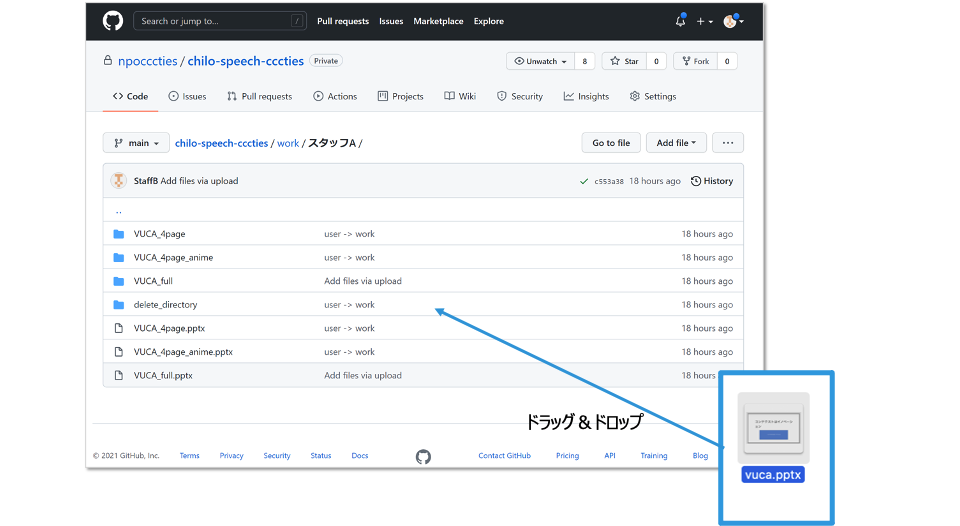 Search or jump to... / Pull requests Issues Marketplace Explore
npocccties / chilo-speech-cccties Private Unwatch 8 Star 0 Fork 0
Code Issues Pull requests Actions Projects Wiki Security Insights Settings
main chilo-speech-cccties / work / スタッフA / Go to file Add file ...
StaffB Add files via upload c553a38 18 hours ago History
..
VUCA_4page user -> work 18 hours ago
VUCA_4page_anime user -> work 18 hours ago
VUCA_full Add files via upload 18 hours ago
delete_directory user -> work 18 hours ago
VUCA_4page.pptx user -> work 18 hours ago
VUCA_4page_anime.pptx user -> work 18 hours ago
VUCA_full.pptx Add files via upload 18 hours
ドラッグ & ドロップ
© 2021 GitHub, Inc. Terms Privacy Security Status Docs Contact GitHub Pricing API Training Blog
vuca.pptx